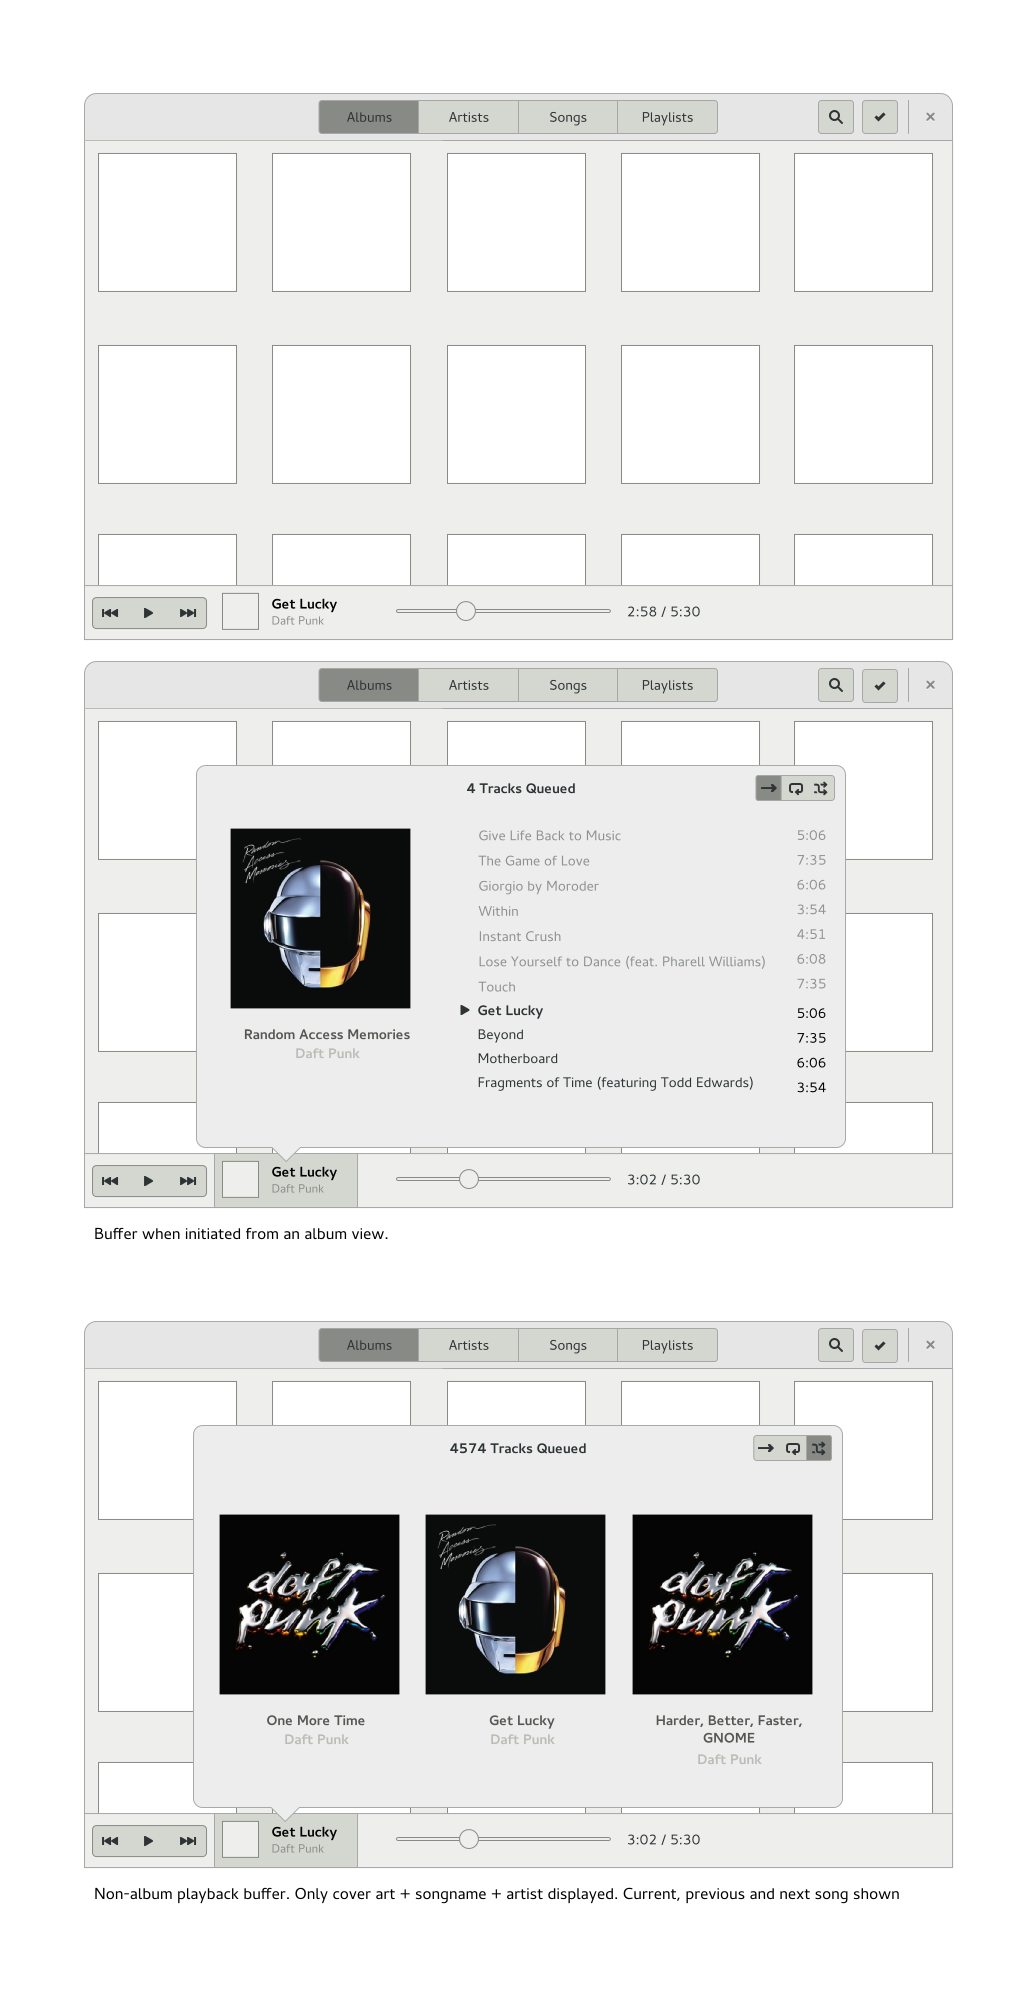 Albums Artists Songs Playlists
Get Lucky
Daft Punk
2:58 / 5:30
Albums Artists Songs Playlists
4 Tracks Queued
Random
Access
Memories
Give Life Back to Music 5:06
The Game of Love 7:35
Giorgio by Moroder 6:06
Within 3:54
Instant Crush 4:51
Lose Yourself to Dance (feat. Pharell Williams) 6:08
Touch 7:35
Get Lucky 5:06
Beyond 7:35
Motherboard 6:06
Fragments of Time (featuring Todd Edwards) 3:54
Random Access Memories
Daft Punk
Get Lucky
Daft Punk
3:02 / 5:30
Buffer when initiated from an album view.
Albums Artists Songs Playlists
4574 Tracks Queued
daft
punk
Random
Access
Memories
daft
punk
One More Time
Daft Punk
Get Lucky
Daft Punk
Harder, Better, Faster,
GNOME
Daft Punk
Get Lucky
Daft Punk
3:02 / 5:30
Non-album playback buffer. Only cover art + songname + artist displayed. Current, previous and next song shown